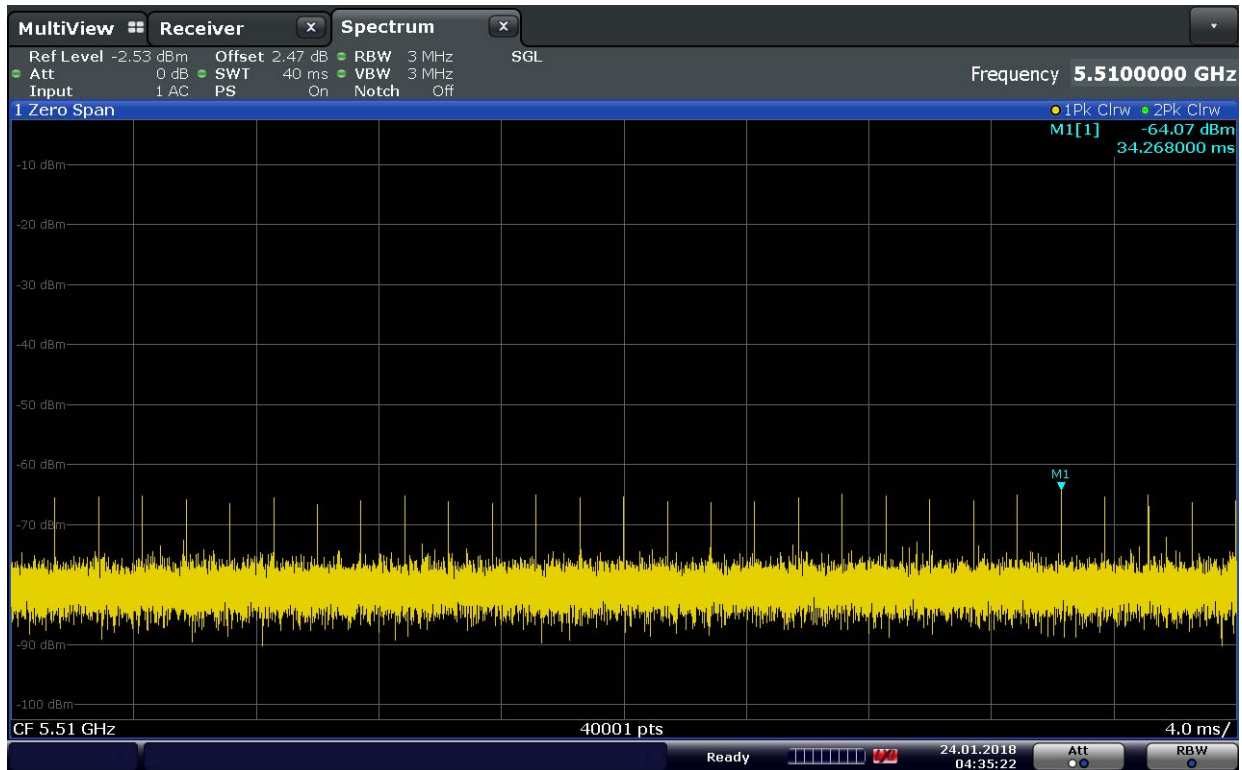 MultiView Receiver X Spectrum X
Ref Level -2.53 dBm Offset 2.47 dB RBW 3 MHz SGL
Att 0 dB SWT 40 ms VBW 3 MHz Frequency 5.5100000 GHz
Input 1 AC PS On Notch Off
1 Zero Span 1Pk Clrw 2Pk Clrw
M1[1] -64.07 dBm
34.268000 ms
-10 dBm
-20 dBm
-30 dBm
-40 dBm
-50 dBm
-60 dBm
M1
-70 dBm
-90 dBm
-100 dBm
CF 5.51 GHz 40001 pts 4.0 ms/
Ready 24.01.2018 Att RBW
04:35:22